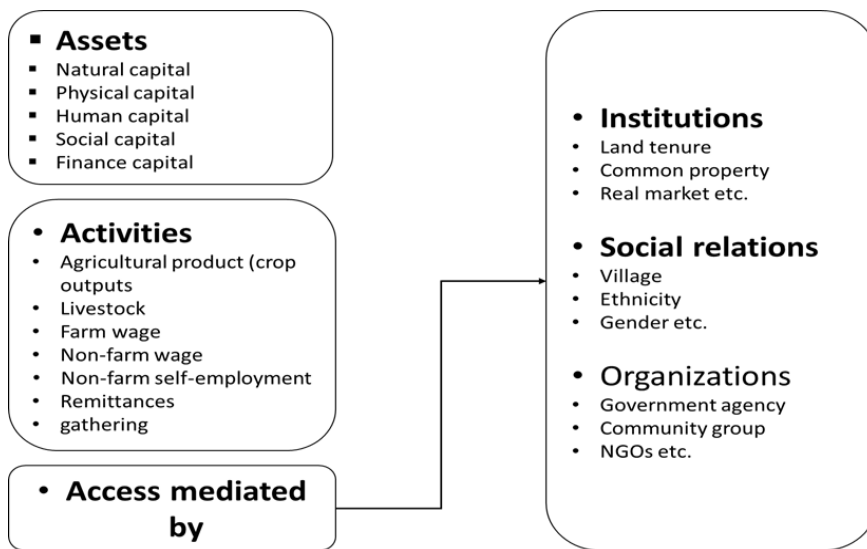 Assets
Natural capital
Physical capital
Human capital
Social capital
Finance capital
Activities
Agricultural product (crop
outputs
Livestock
Farm wage
Non-farm wage
Non-farm self-employment
Remittances
gathering
Access mediated
by
Institutions
Land tenure
Common property
Real market etc.
Social relations
Village
Ethnicity
Gender etc.
Organizations
Government agency
Community group
NGOs etc.